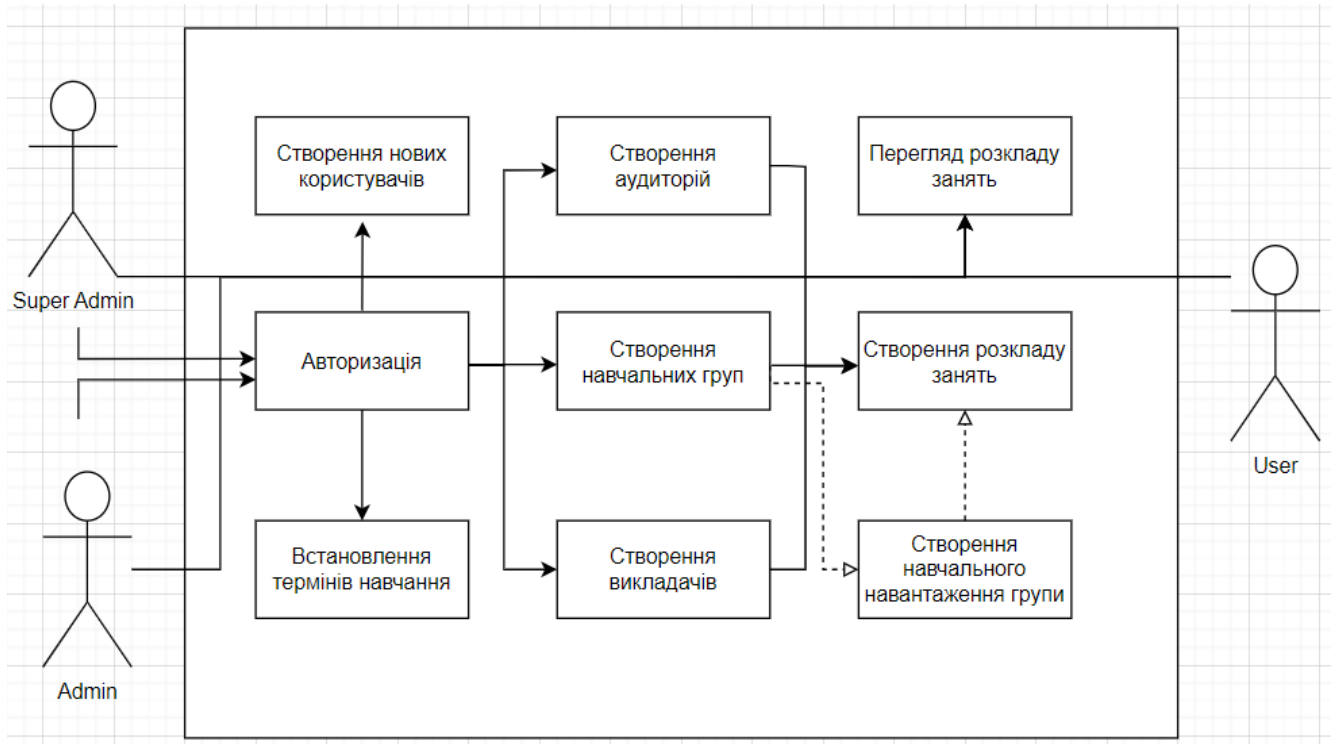 Створення нових
користувачів
Створення
аудиторій
Перегляд розкладу
занять
Super Admin
Авторизація
Створення
навчальних груп
Створення розкладу
занять
User
Встановлення
термінів навчання
Створення
викладачів
Створення
навчального
навантаження групи
Admin